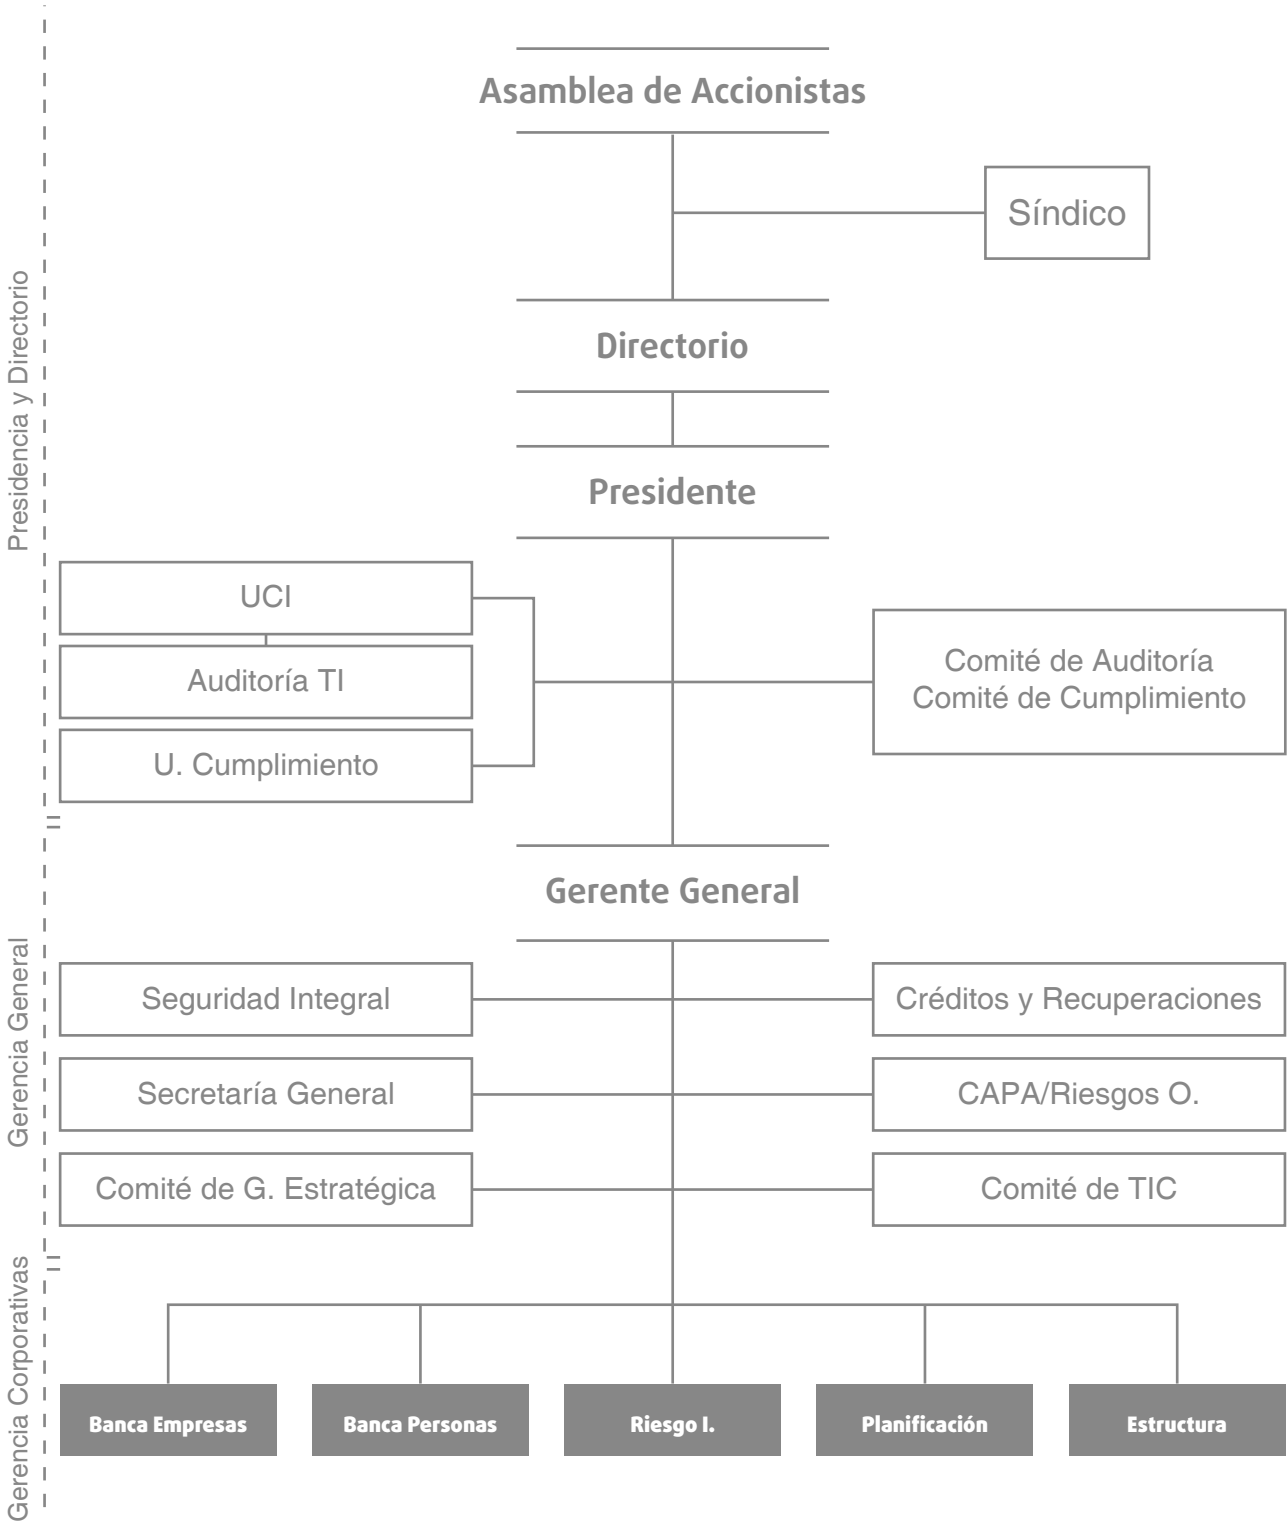 Asamblea de Accionistas
Síndico
Presidencia y Directorio
Directorio
Presidente
UCI
Auditoría TI
U. Cumplimiento
Comité de Auditoría
Comité de Cumplimiento
Gerencia General
Gerente General
Seguridad Integral
Créditos y Recuperaciones
Secretaría General
CAPA/Riesgos O.
Comité de G. Estratégica
Comité de TIC
Gerencia Corporativas
Banca Empresas
Banca Personas
Riesgo I.
Planificación
Estructura